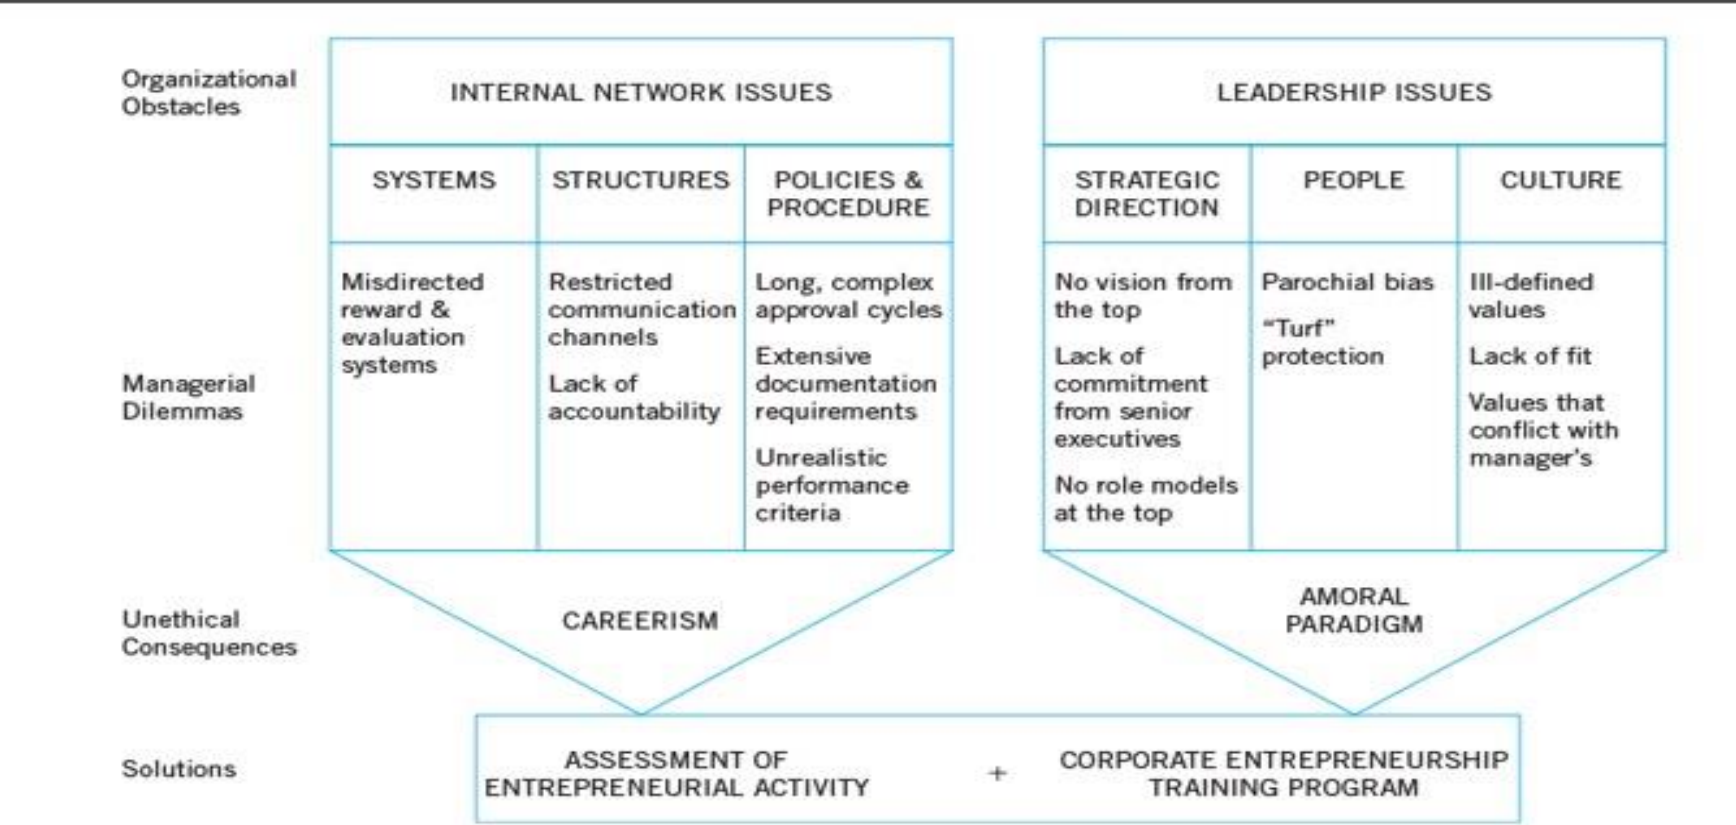 Organizational
Obstacles
INTERNAL NETWORK ISSUES
LEADERSHIP ISSUES
SYSTEMS
STRUCTURES
POLICIES &
PROCEDURE
STRATEGIC
DIRECTION
PEOPLE
CULTURE
Managerial
Dilemmas
Misdirected
reward &
evaluation
systems
Restricted
communication
channels
Lack of
accountability
Long, complex
approval cycles
Extensive
documentation
requirements
Unrealistic
performance
criteria
No vision from
the top
Lack of
commitment
from senior
executives
No role models
at the top
Parochial bias
“Turf”
protection
Ill-defined
values
Lack of fit
Values that
conflict with
manager's
Unethical
Consequences
CAREERISM
AMORAL
PARADIGM
Solutions
ASSESSMENT OF
ENTREPRENEURIAL ACTIVITY
+
CORPORATE ENTREPRENEURSHIP
TRAINING PROGRAM